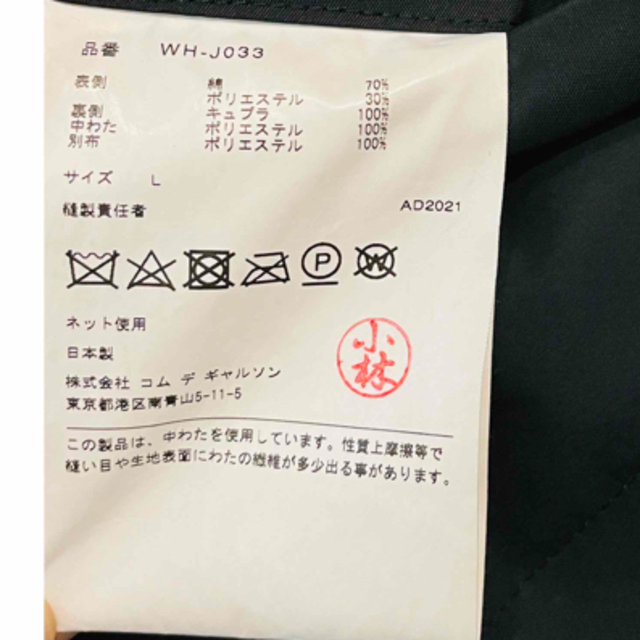 品番 WH-J033
表側 綿 70%
ポリエステル 30%
裏側 キュプラ 100%
中わた ポリエステル 100%
別布 ポリエステル 100%
サイズ L
縫製責任者 AD2021
P W
ネット使用
日本製
小林
株式会社 コム デ ギャルソン
東京都港区南青山5-11-5
この製品は、中わたを使用しています。性質上摩擦等で
縫い目や生地表面にわたの繊維が多少出る事があります。